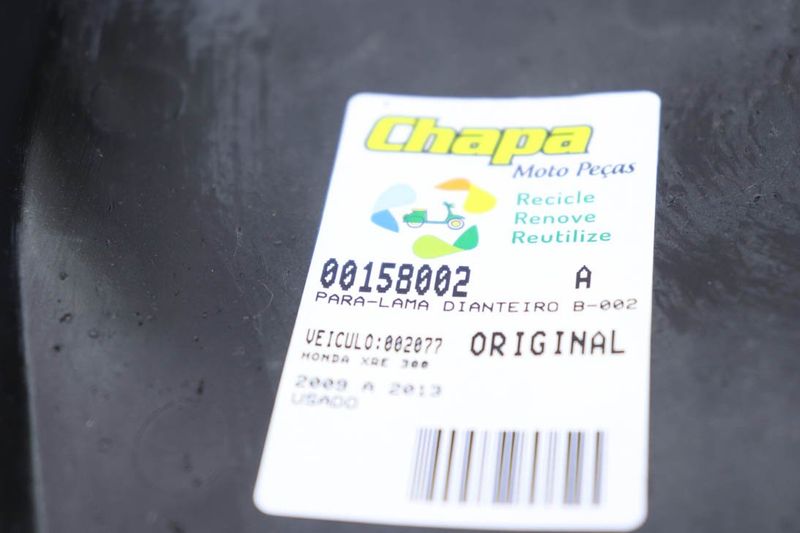 Chapa
Moto Peças
Recicle
Renove
Reutilize
00158002 A
PARA-LAMA DIANTEIRO B-002
VEICULO:002077 ORIGINAL
HONDA XRE 300
2009 A 2013
USADO